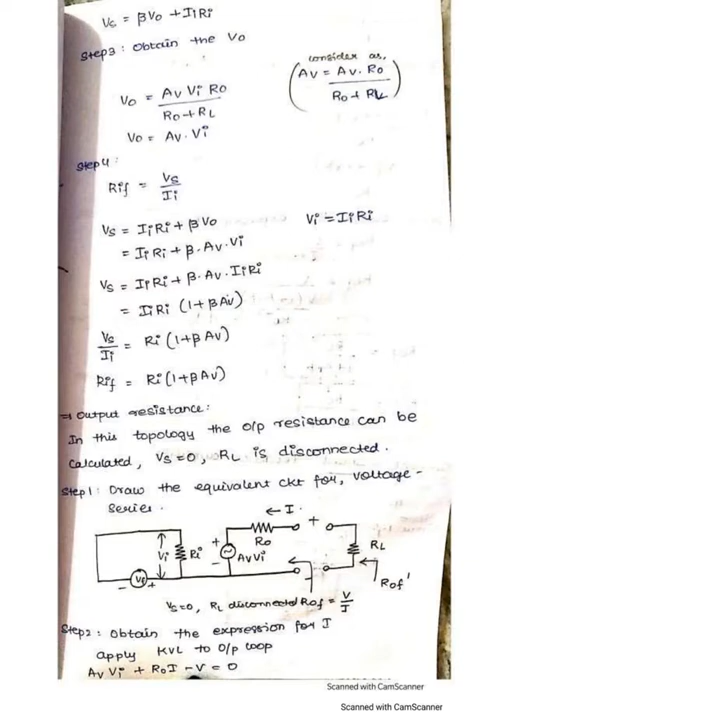 Vs = βVo + IiRi
Step3: Obtain the Vo
consider as,
Vo = Av Vi Ro / Ro+RL
(Av = Av. Ro / Ro+RL)
Vo = Av. Vi
Step4:
Rif = Vs / Ii
Vs = IiRi + βVo
Vi = IiRi
= IiRi + β. Av. Vi
Vs = IiRi + β. Av. IiRi
= IiRi (1+βAv)
Vs / Ii = Ri (1+βAv)
Rif = Ri (1+βAv)
⇒ Output resistance:
In this topology the o/p resistance can be
calculated, Vs=0, RL is disconnected.
Step1: Draw the equivalent ckt for, voltage-
series.
← I
+
Vi Ri + Ro RL
AvVi
- Vf + - Rof'
Vs=0, RL disconnected Rof = V/I
Step2: Obtain the expression for I
apply KVL to o/p loop
Av Vi + RoI - V = 0
Scanned with CamScanner
Scanned with CamScanner